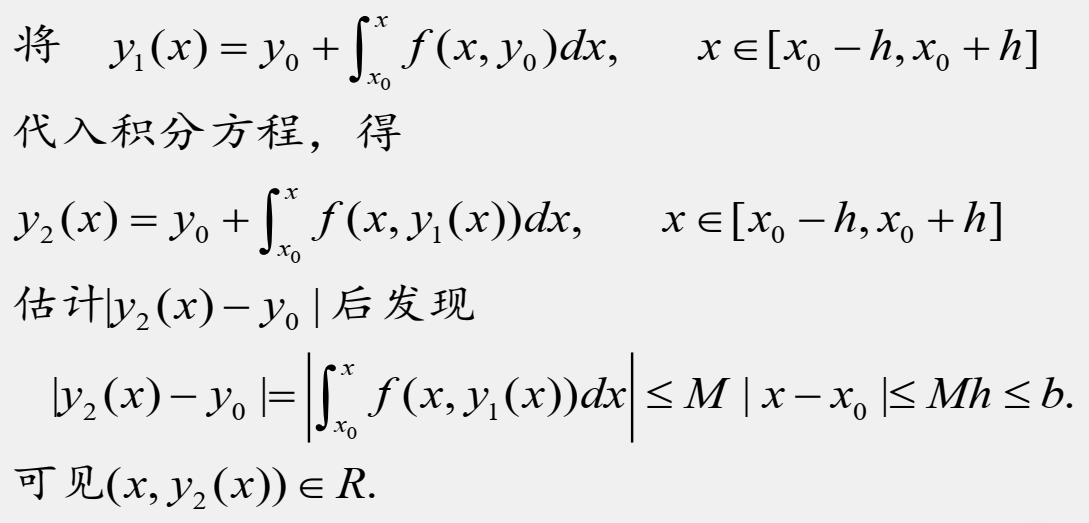 将 y₁(x) = y₀ + ∫_{x₀}^{x} f(x, y₀)dx, x ∈ [x₀ − h, x₀ + h]
代入积分方程，得
y₂(x) = y₀ + ∫_{x₀}^{x} f(x, y₁(x))dx, x ∈ [x₀ − h, x₀ + h]
估计|y₂(x) − y₀ | 后发现
|y₂(x) − y₀ |= |∫_{x₀}^{x} f(x, y₁(x))dx| ≤ M | x − x₀ |≤ Mh ≤ b.
可见(x, y₂(x)) ∈ R.